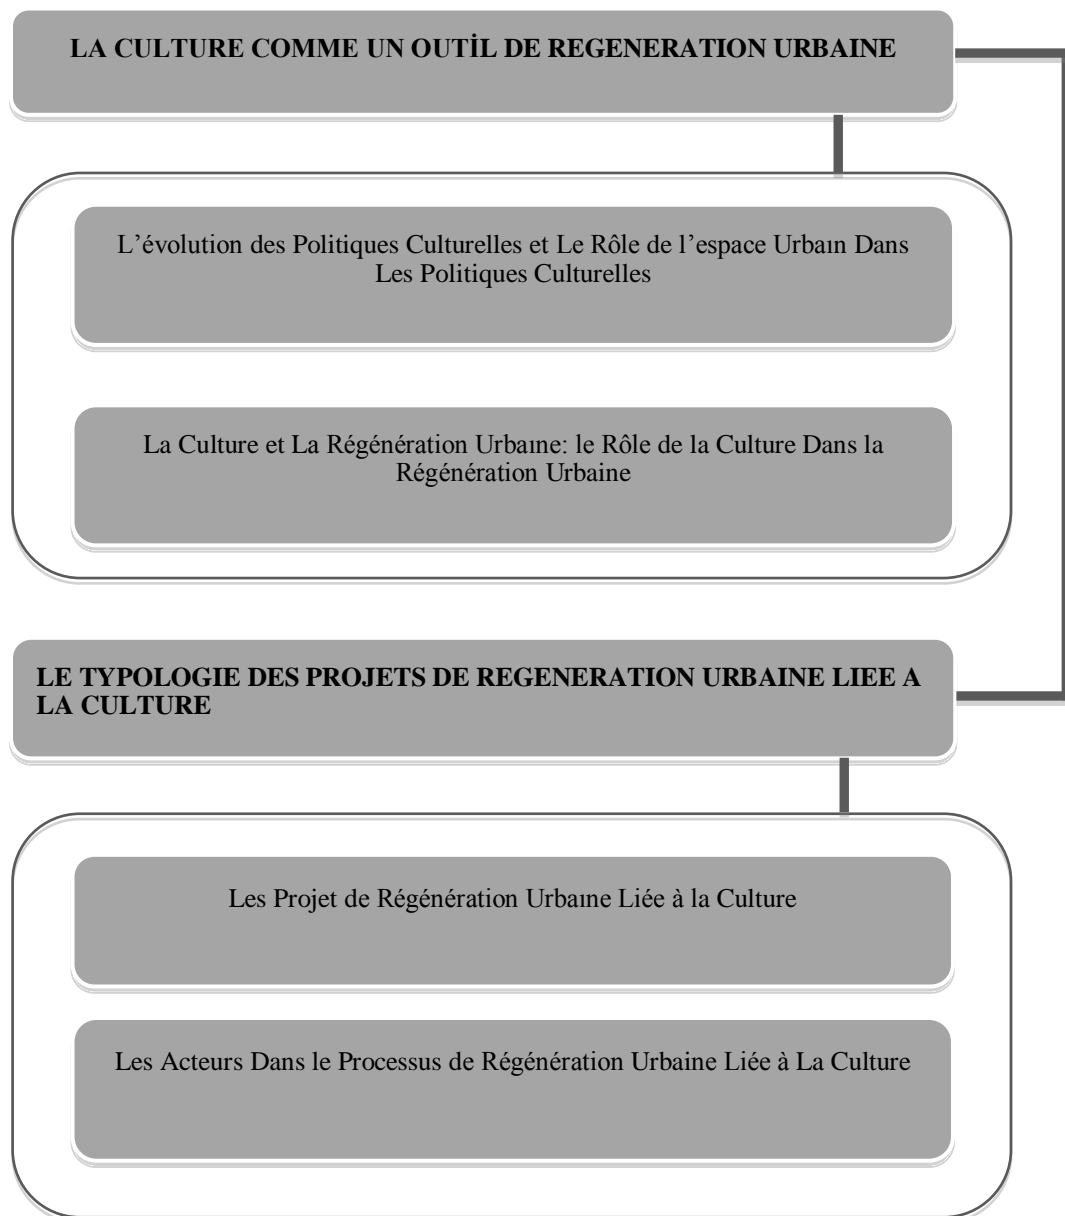 LA CULTURE COMME UN OUTİL DE REGENERATION URBAINE
L’évolution des Politiques Culturelles et Le Rôle de l’espace Urbaın Dans
Les Politiques Culturelles
La Culture et La Régénération Urbaıne: le Rôle de la Culture Dans la
Régénération Urbaine
LE TYPOLOGIE DES PROJETS DE REGENERATION URBAINE LIEE A
LA CULTURE
Les Projet de Régénération Urbaıne Liée à la Culture
Les Acteurs Dans le Processus de Régénération Urbaine Liée à La Culture